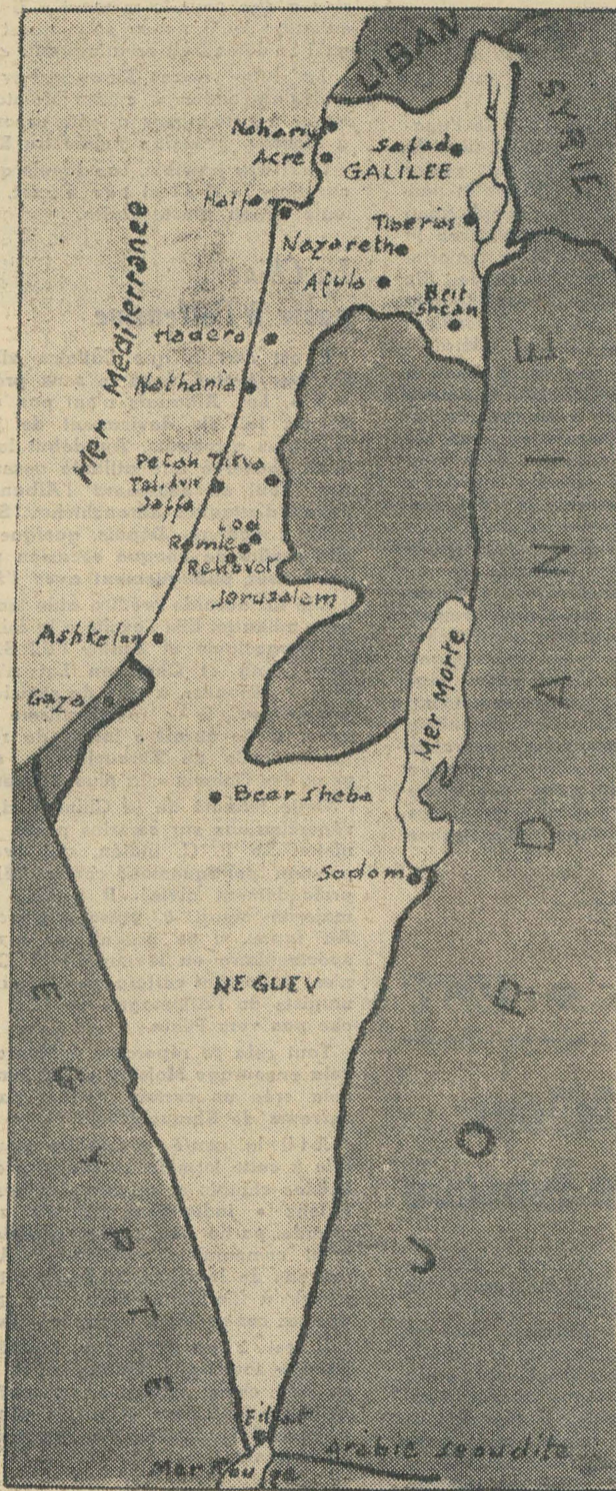 LIBAN
SYRIE
Nahariy
Acre
Safad
GALILEE
Haifa
Tiberias
Nazareth
Afula
Beit
Shean
Mer Mediterranee
Hadera
Nathania
Petah Tikva
Tel.Aviv
Jaffa
Lod
Ramle
Rehovot
Jerusalem
Ashkelon
Gaza
Mer Morte
Bear Sheba
Sodom
NEGUEV
EGYPTE
JORDANIE
Eilat
Arabie Seoudite
Mer Rouge